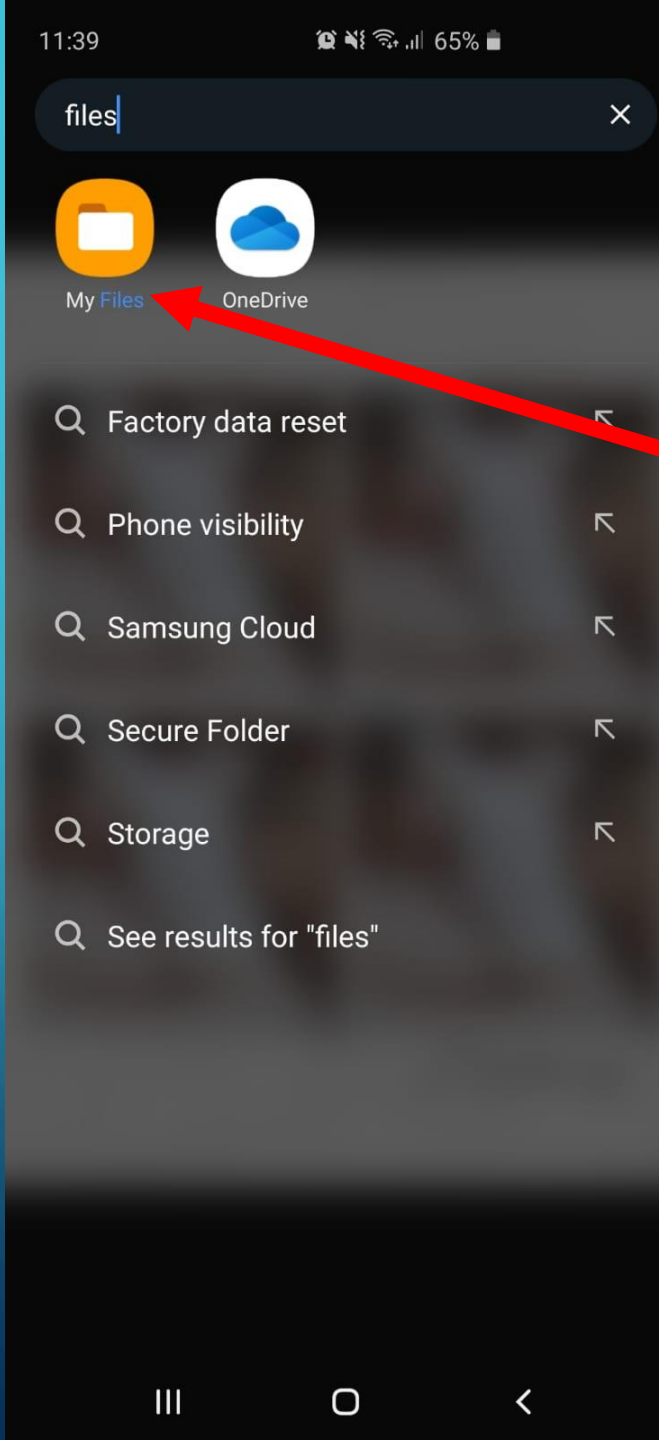 11:39 65%
files
My Files OneDrive
Factory data reset
Phone visibility
Samsung Cloud
Secure Folder
Storage
See results for "files"